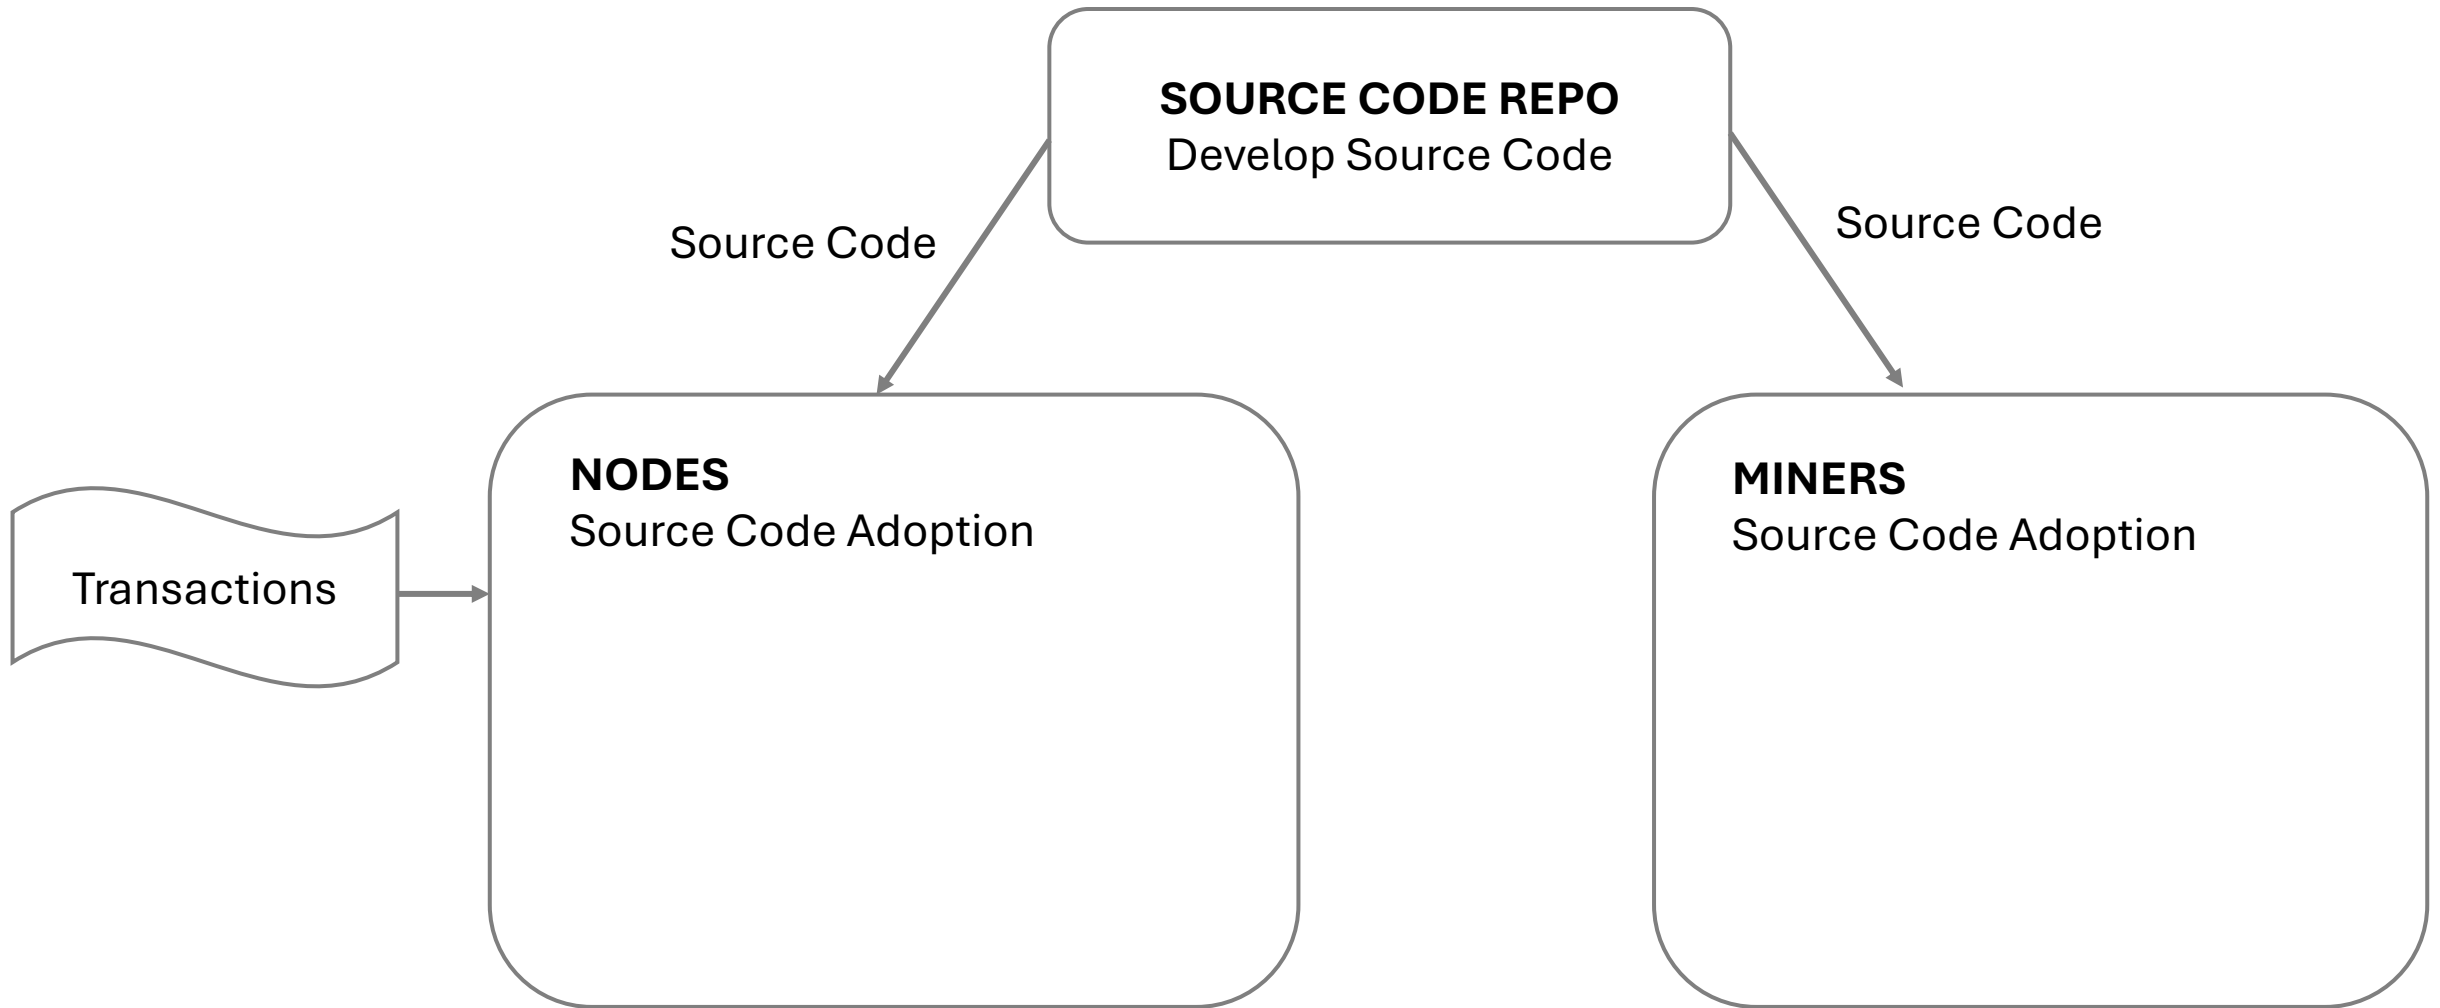 SOURCE CODE REPO
Develop Source Code
Source Code
Source Code
NODES
Source Code Adoption
MINERS
Source Code Adoption
Transactions